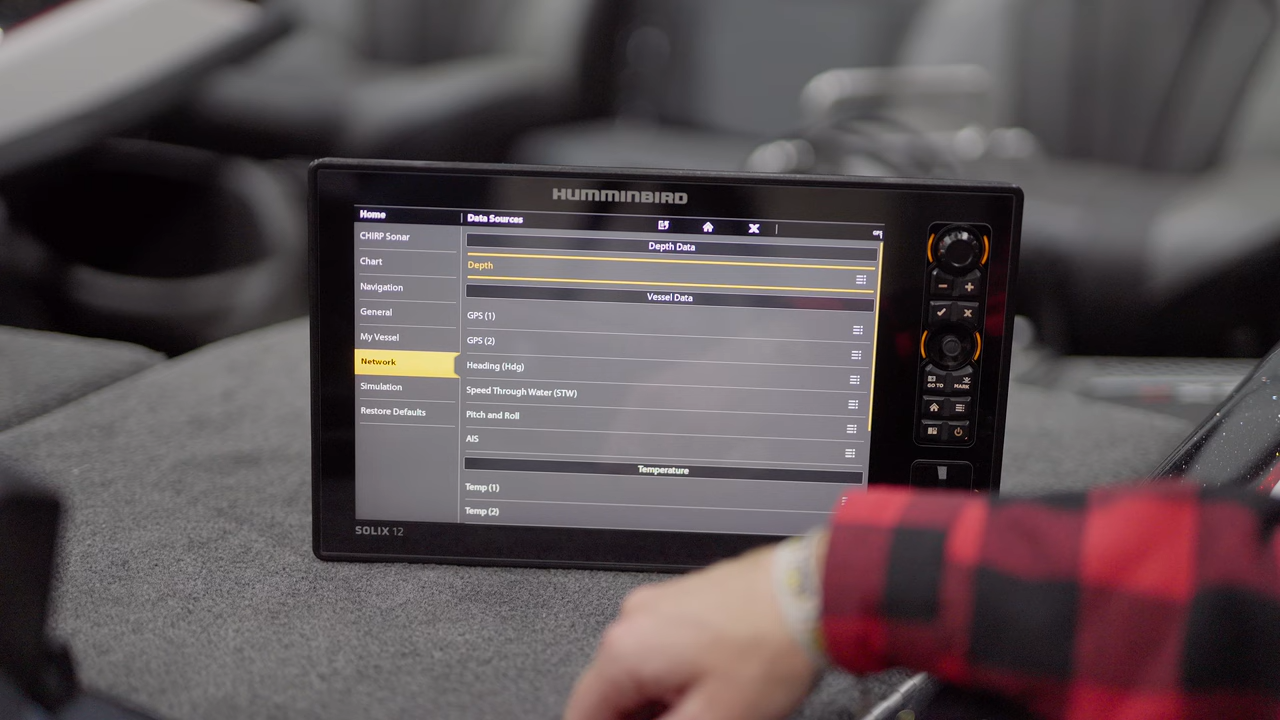 HUMMINBIRD
Home
Data Sources
CHIRP Sonar
Chart
Navigation
General
My Vessel
Network
Simulation
Restore Defaults
Depth Data
Depth
Vessel Data
GPS (1)
GPS (2)
Heading (Hdg)
Speed Through Water (STW)
Pitch and Roll
AIS
Temperature
Temp (1)
Temp (2)
GO TO
MARK
SOLIX 12